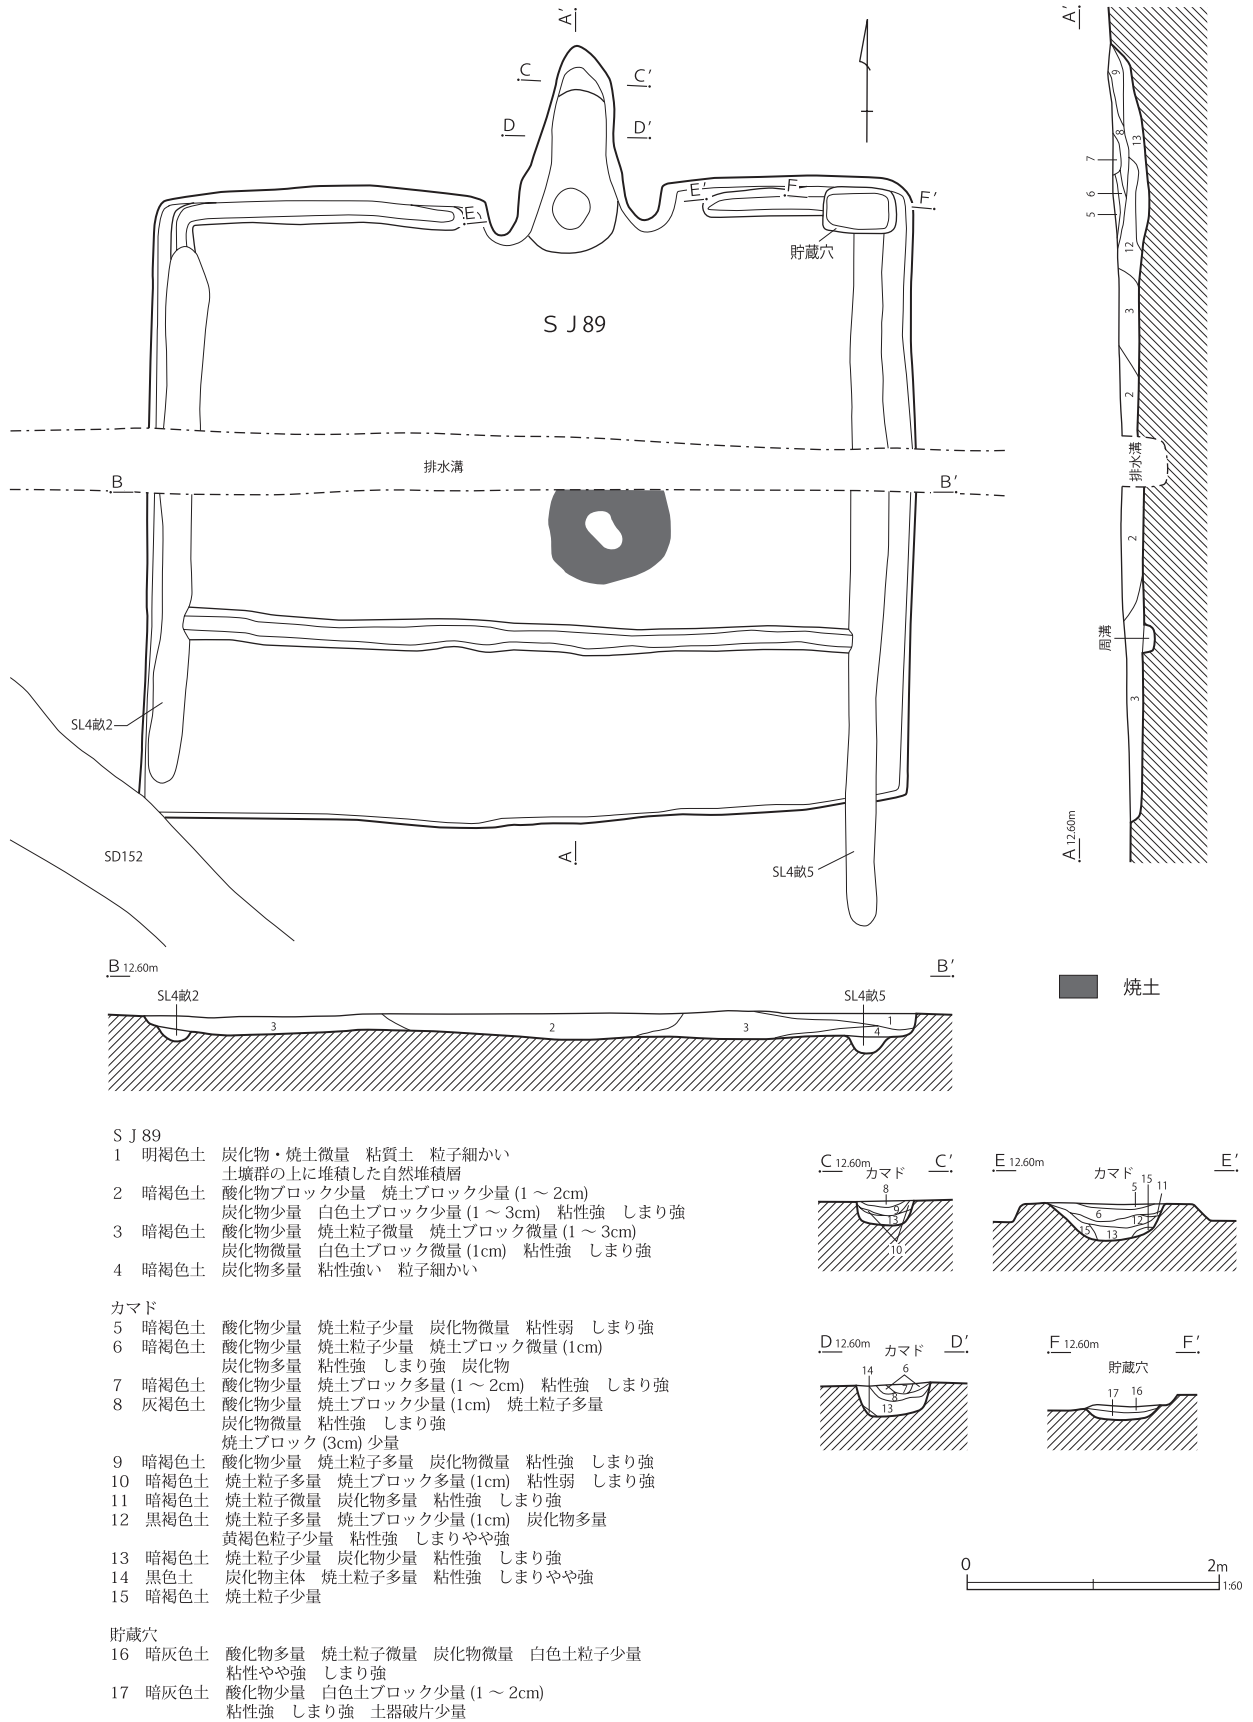 A′
A′
C
C′
D
D′
E
E′
F
F′
貯蔵穴
ＳＪ89
排水溝
B
B′
SL4畝2
SD152
A
SL4畝5
9
8
13
7
6
5
12
3
2
排水溝
2
周溝
3
A 12.60m
B 12.60m
B′
SL4畝2
SL4畝5
3
2
3
1
4
焼土
ＳＪ89
1 明褐色土 炭化物・焼土微量 粘質土 粒子細かい
土壙群の上に堆積した自然堆積層
2 暗褐色土 酸化物ブロック少量 焼土ブロック少量 (1 〜 2cm)
炭化物少量 白色土ブロック少量 (1 〜 3cm) 粘性強 しまり強
3 暗褐色土 酸化物少量 焼土粒子微量 焼土ブロック微量 (1 〜 3cm)
炭化物微量 白色土ブロック微量 (1cm) 粘性強 しまり強
4 暗褐色土 炭化物多量 粘性強い 粒子細かい
カマド
5 暗褐色土 酸化物少量 焼土粒子少量 炭化物微量 粘性弱 しまり強
6 暗褐色土 酸化物少量 焼土粒子少量 焼土ブロック微量 (1cm)
炭化物多量 粘性強 しまり強 炭化物
7 暗褐色土 酸化物少量 焼土ブロック多量 (1 〜 2cm) 粘性強 しまり強
8 灰褐色土 酸化物少量 焼土ブロック少量 (1cm) 焼土粒子多量
炭化物微量 粘性強 しまり強
焼土ブロック (3cm) 少量
9 暗褐色土 酸化物少量 焼土粒子多量 炭化物微量 粘性強 しまり強
10 暗褐色土 焼土粒子多量 焼土ブロック多量 (1cm) 粘性弱 しまり強
11 暗褐色土 焼土粒子微量 炭化物多量 粘性強 しまり強
12 黒褐色土 焼土粒子多量 焼土ブロック少量 (1cm) 炭化物多量
黄褐色粒子少量 粘性強 しまりやや強
13 暗褐色土 焼土粒子少量 炭化物少量 粘性強 しまり強
14 黒色土 炭化物主体 焼土粒子多量 粘性強 しまりやや強
15 暗褐色土 焼土粒子少量
貯蔵穴
16 暗灰色土 酸化物多量 焼土粒子微量 炭化物微量 白色土粒子少量
粘性やや強 しまり強
17 暗灰色土 酸化物少量 白色土ブロック少量 (1 〜 2cm)
粘性強 しまり強 土器破片少量
C 12.60m
カマド
C′
8
9
13
10
E 12.60m
カマド
E′
5
15
11
6
12
15
13
D 12.60m
カマド
D′
14
6
7
8
13
F 12.60m
F′
貯蔵穴
17
16
0
2m
1:60